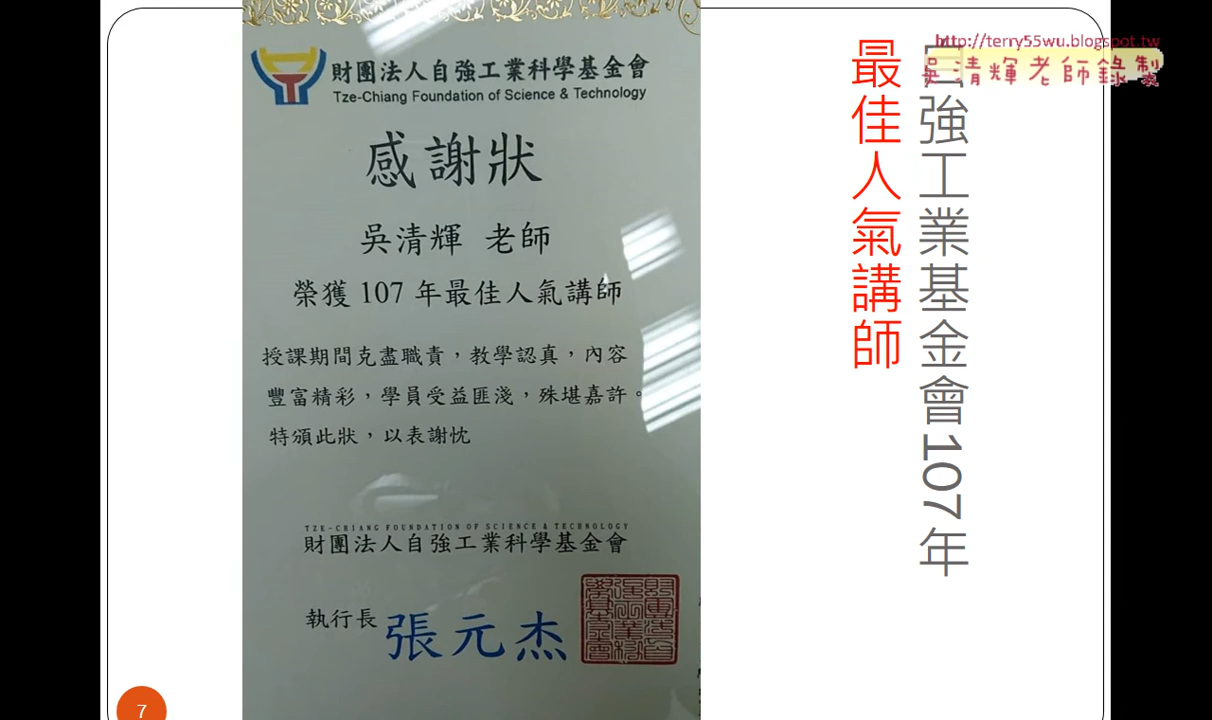 財團法人自強工業科學基金會
Tze-Chiang Foundation of Science & Technology
感謝狀
吳清輝 老師
榮獲 107 年最佳人氣講師
授課期間克盡職責，教學認真，內容
豐富精彩，學員受益匪淺，殊堪嘉許。
特頒此狀，以表謝忱
TZE-CHIANG FOUNDATION OF SCIENCE & TECHNOLOGY
財團法人自強工業科學基金會
執行長 張元杰
http://terry55wu.blogspot.tw
吳清輝老師錄製
自強工業基金會107年
最佳人氣講師
7